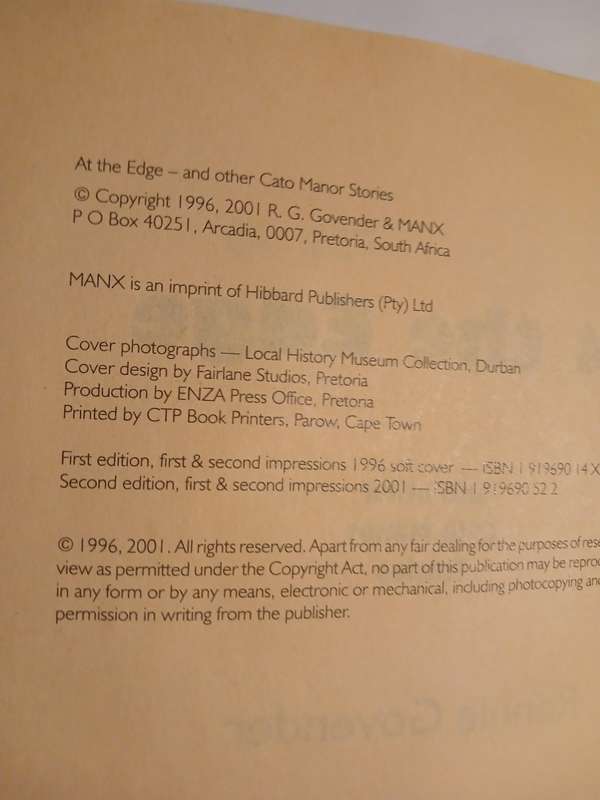 At the Edge – and other Cato Manor Stories
© Copyright 1996, 2001 R. G. Govender & MANX
P O Box 40251, Arcadia, 0007, Pretoria, South Africa
MANX is an imprint of Hibbard Publishers (Pty) Ltd
Cover photographs — Local History Museum Collection, Durban
Cover design by Fairlane Studios, Pretoria
Production by ENZA Press Office, Pretoria
Printed by CTP Book Printers, Parow, Cape Town
First edition, first & second impressions 1996 soft cover — ISBN 1 919690 14 X
Second edition, first & second impressions 2001 — ISBN 1 919690 52 2
© 1996, 2001. All rights reserved. Apart from any fair dealing for the purposes of
view as permitted under the Copyright Act, no part of this publication may be
in any form or by any means, electronic or mechanical, including photocopying
permission in writing from the publisher.